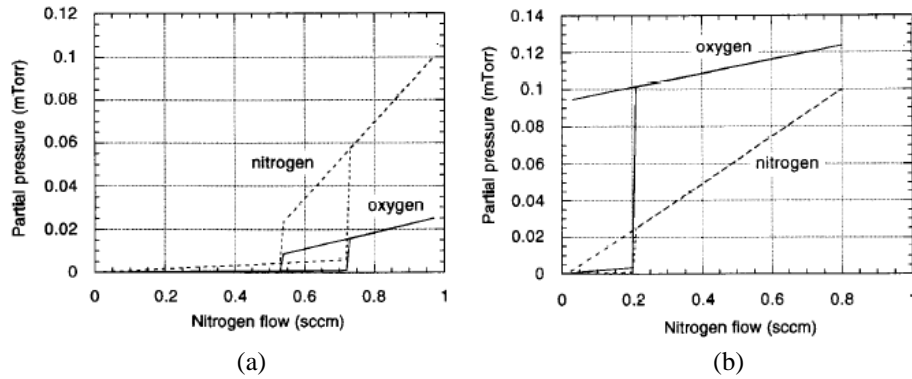 0.12
0.1
0.08
0.06
0.04
0.02
0
Partial pressure (mTorr)
nitrogen
oxygen
0 0.2 0.4 0.6 0.8 1
Nitrogen flow (sccm)
(a)
0.14
0.12
0.1
0.08
0.06
0.04
0.02
0
Partial pressure (mTorr)
oxygen
nitrogen
0 0.2 0.4 0.6 0.8 1
Nitrogen flow (sccm)
(b)